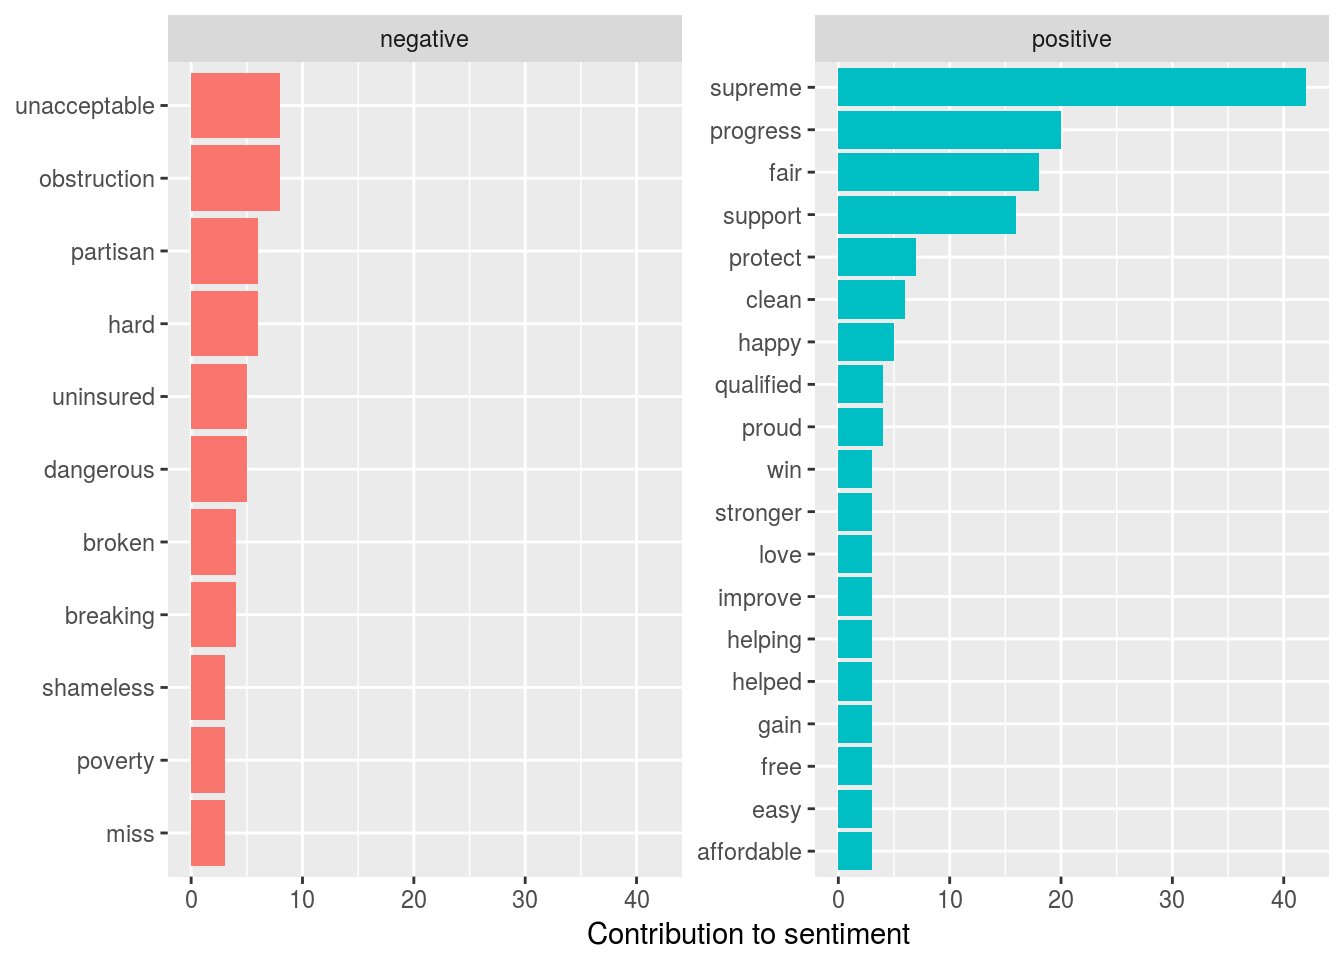 negative
unacceptable
obstruction
partisan
hard
uninsured
dangerous
broken
breaking
shameless
poverty
miss
0 10 20 30 40
positive
supreme
progress
fair
support
protect
clean
happy
qualified
proud
win
stronger
love
improve
helping
helped
gain
free
easy
affordable
0 10 20 30 40
Contribution to sentiment